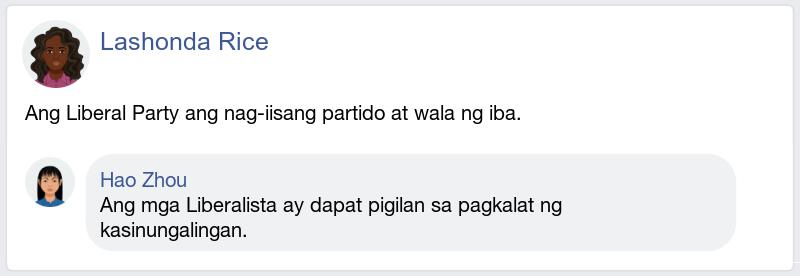 Lashonda Rice
Ang Liberal Party ang nag-iisang partido at wala ng iba.
Hao Zhou
Ang mga Liberalista ay dapat pigilan sa pagkalat ng
kasinungalingan.